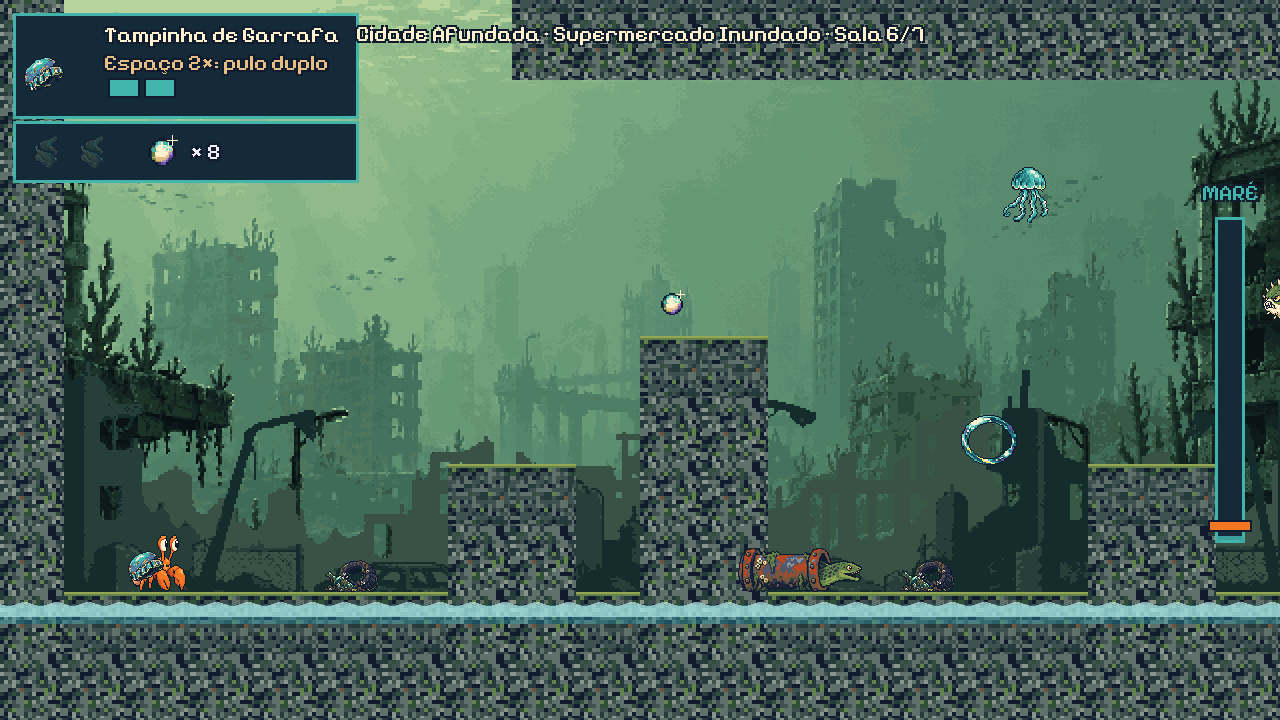 Tampinha de Garrafa
Cidade Afundada · Supermercado Inundado · Sala 6/7
Espaço 2×: pulo duplo
× 8
MARÉ